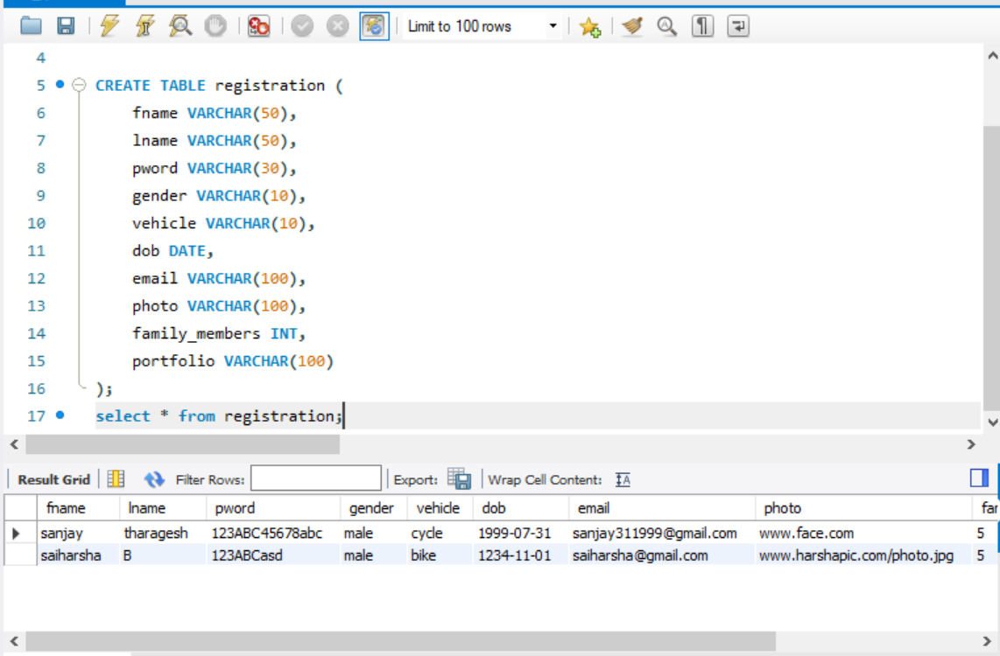 Limit to 100 rows
4
5 CREATE TABLE registration (
6 fname VARCHAR(50),
7 lname VARCHAR(50),
8 pword VARCHAR(30),
9 gender VARCHAR(10),
10 vehicle VARCHAR(10),
11 dob DATE,
12 email VARCHAR(100),
13 photo VARCHAR(100),
14 family_members INT,
15 portfolio VARCHAR(100)
16 );
17 select * from registration;
Result Grid Filter Rows: Export: Wrap Cell Content:
fname lname pword gender vehicle dob email photo far
sanjay tharagesh 123ABC45678abc male cycle 1999-07-31 sanjay311999@gmail.com www.face.com 5
saiharsha B 123ABCasd male bike 1234-11-01 saiharsha@gmail.com www.harshapic.com/photo.jpg 5